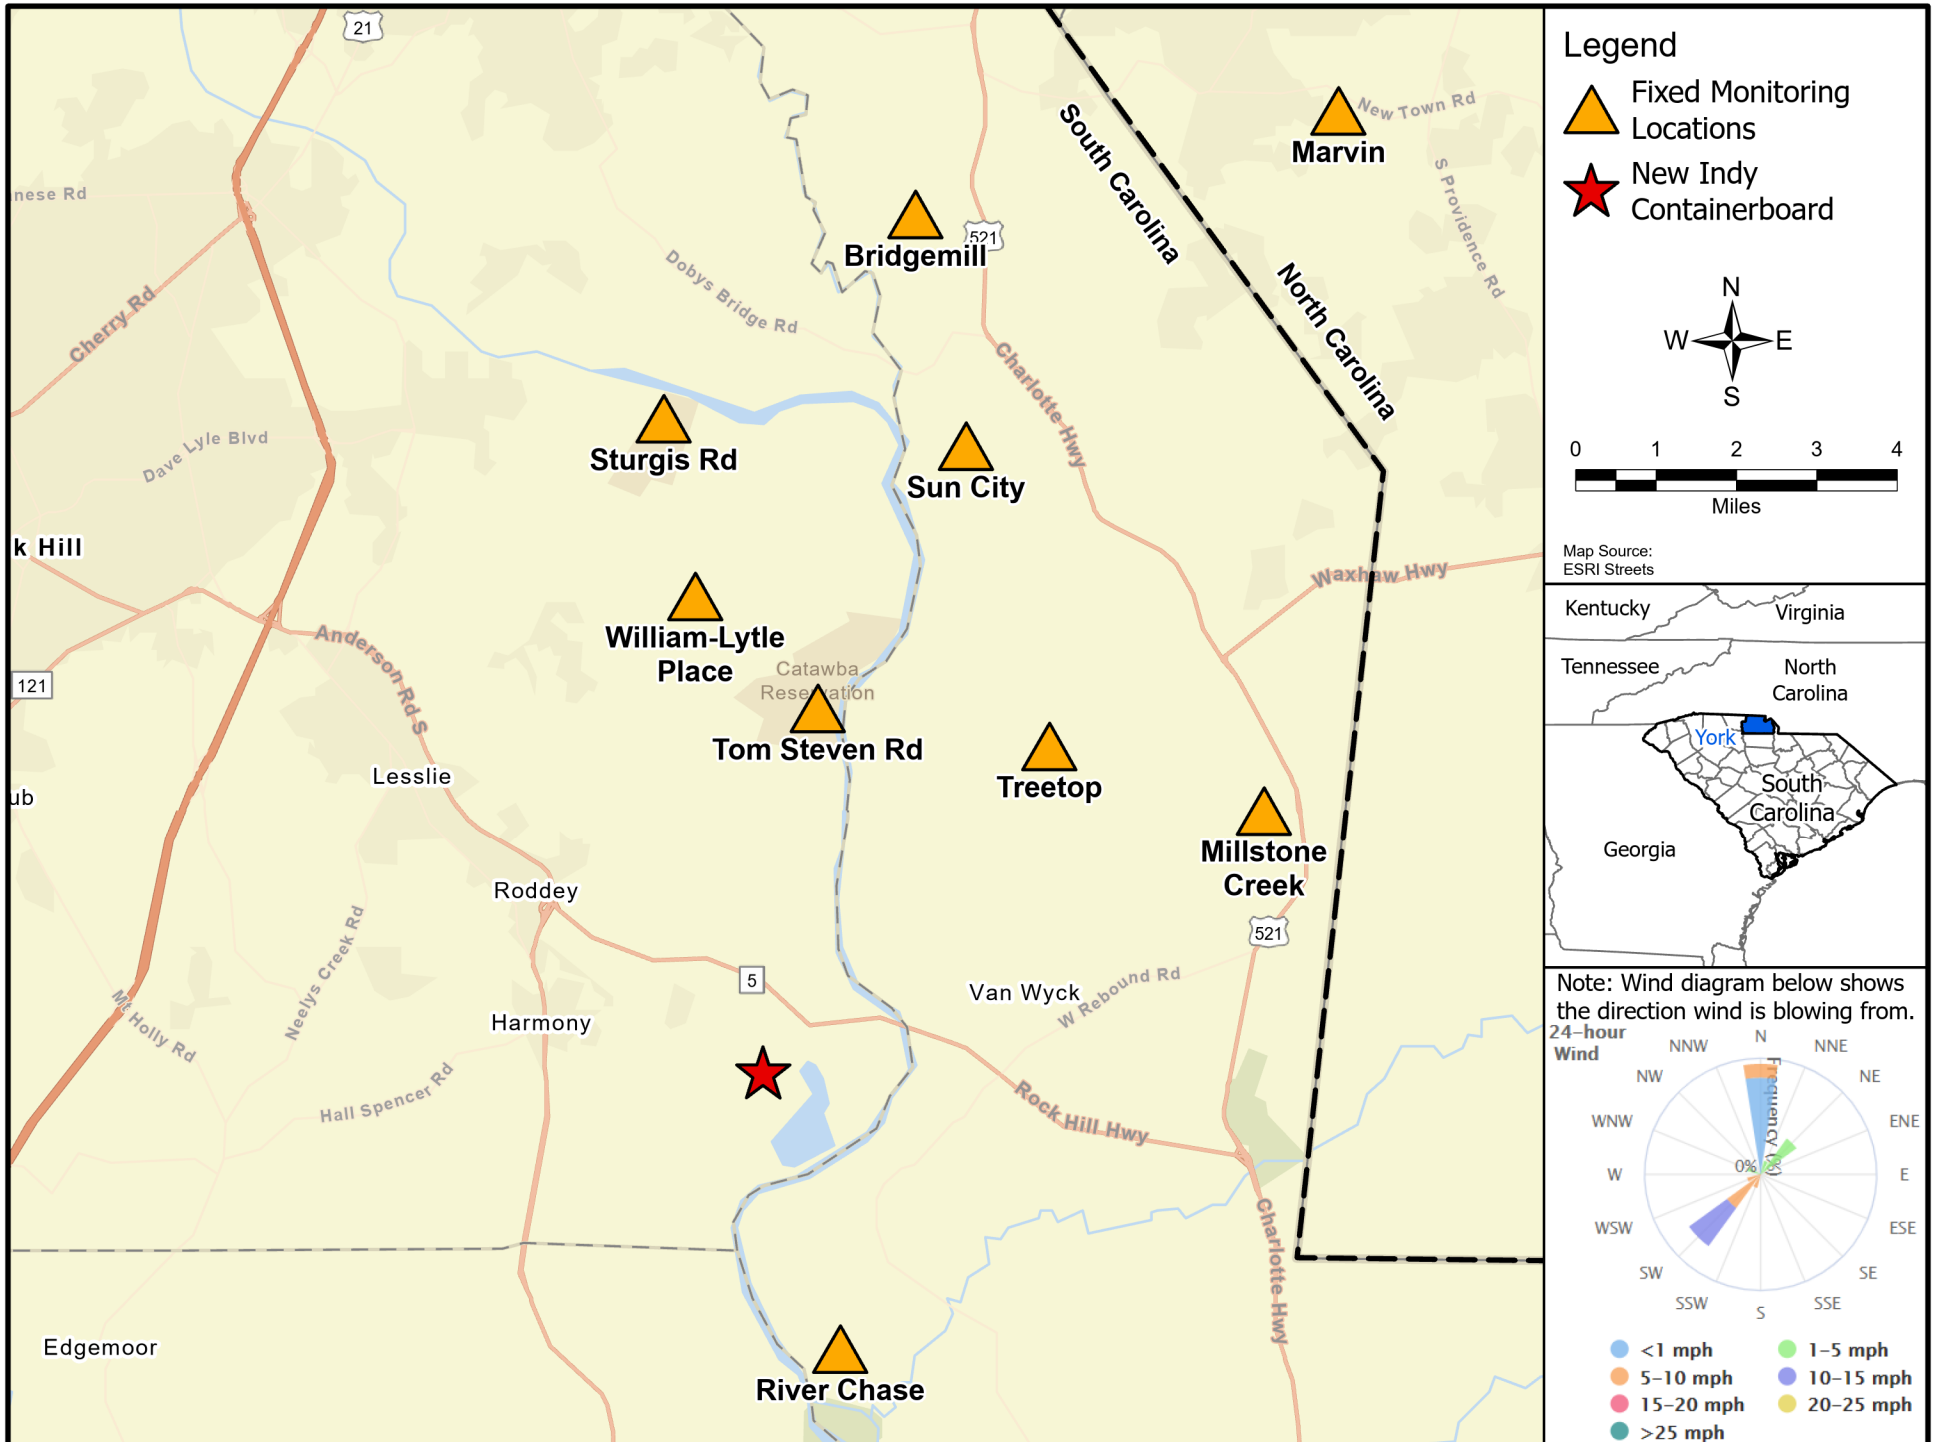 21
New Town Rd
Marvin
South Carolina
S Providence Rd
nese Rd
Bridgemill
521
Dobys Bridge Rd
North Carolina
Cherry Rd
Charlotte Hwy
Dave Lyle Blvd
Sturgis Rd
Sun City
k Hill
Waxhaw Hwy
William-Lytle
Place
Anderson Rd S
Catawba
Reservation
121
Tom Steven Rd
Lesslie
Treetop
ub
Millstone
Creek
Roddey
521
Neelys Creek Rd
5
Van Wyck
W Rebound Rd
Mt Holly Rd
Harmony
Hall Spencer Rd
Rock Hill Hwy
Charlotte Hwy
Edgemoor
River Chase
Legend
Fixed Monitoring
Locations
New Indy
Containerboard
N
W E
S
0 1 2 3 4
Miles
Map Source:
ESRI Streets
Kentucky
Virginia
Tennessee
North
Carolina
York
South
Carolina
Georgia
Note: Wind diagram below shows
the direction wind is blowing from.
24-hour
Wind
N
NNW
NNE
NW
NE
WNW
ENE
Frequency (%)
0%
W
E
WSW
ESE
SW
SE
SSW
SSE
S
<1 mph
1-5 mph
5-10 mph
10-15 mph
15-20 mph
20-25 mph
>25 mph